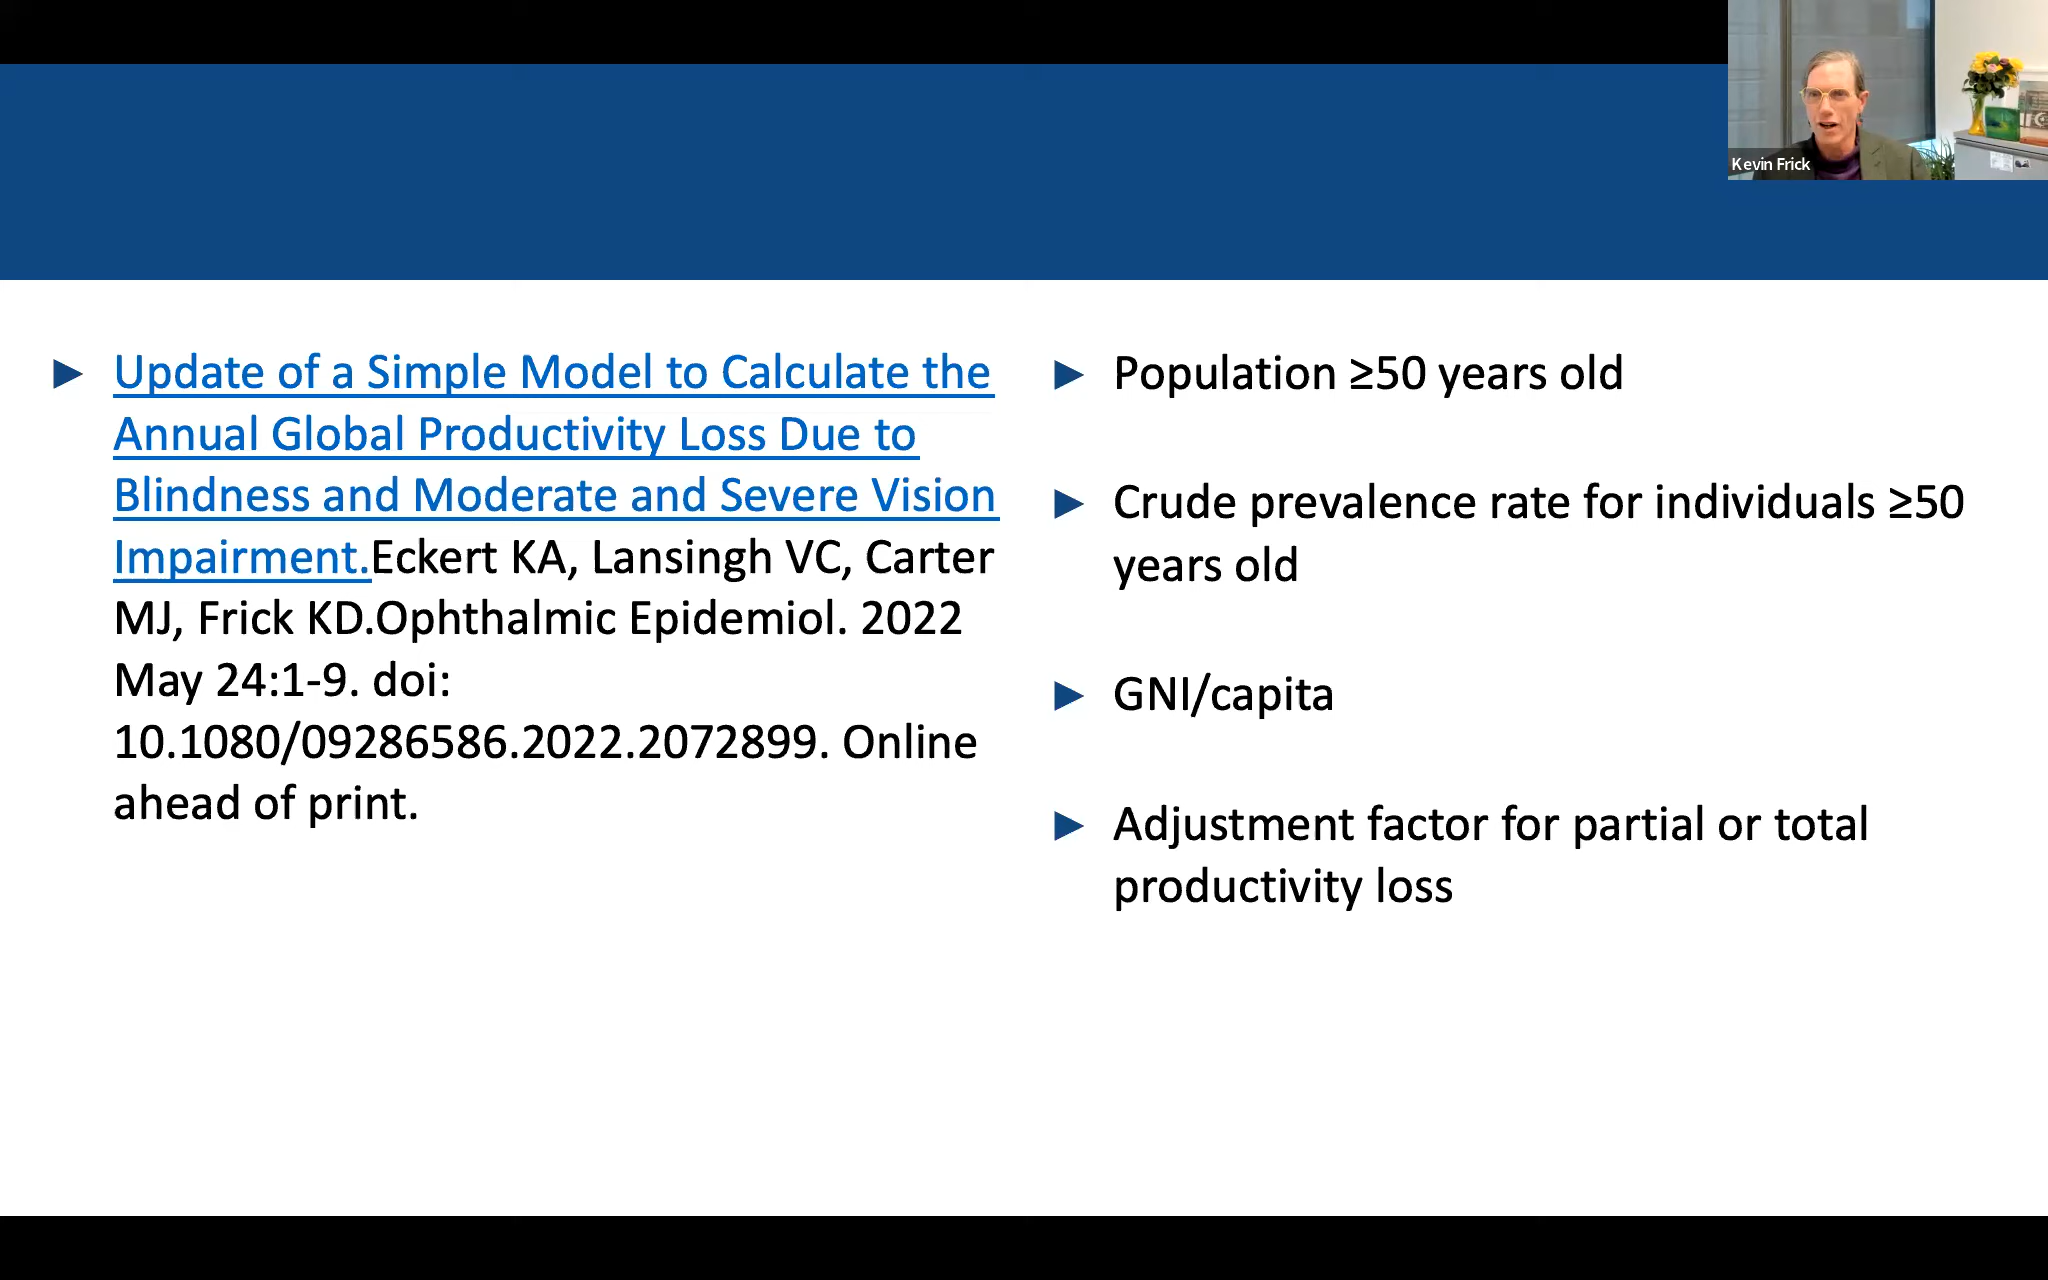 Kevin Frick
► Update of a Simple Model to Calculate the
Annual Global Productivity Loss Due to
Blindness and Moderate and Severe Vision
Impairment.Eckert KA, Lansingh VC, Carter
MJ, Frick KD.Ophthalmic Epidemiol. 2022
May 24:1-9. doi:
10.1080/09286586.2022.2072899. Online
ahead of print.
► Population ≥50 years old
► Crude prevalence rate for individuals ≥50
years old
► GNI/capita
► Adjustment factor for partial or total
productivity loss